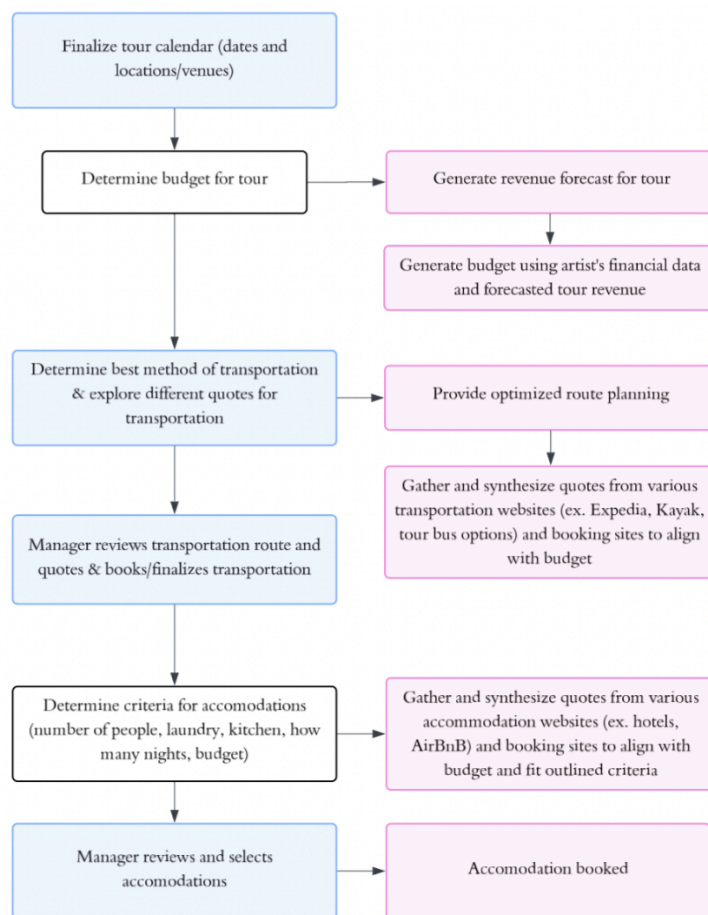 Finalize tour calendar (dates and
locations/venues)
Determine budget for tour
Generate revenue forecast for tour
Generate budget using artist's financial data
and forecasted tour revenue
Determine best method of transportation
& explore different quotes for
transportation
Provide optimized route planning
Gather and synthesize quotes from various
transportation websites (ex. Expedia, Kayak,
tour bus options) and booking sites to align
with budget
Manager reviews transportation route and
quotes & books/finalizes transportation
Determine criteria for accomodations
(number of people, laundry, kitchen, how
many nights, budget)
Gather and synthesize quotes from various
accommodation websites (ex. hotels,
AirBnB) and booking sites to align with
budget and fit outlined criteria
Manager reviews and selects
accomodations
Accomodation booked